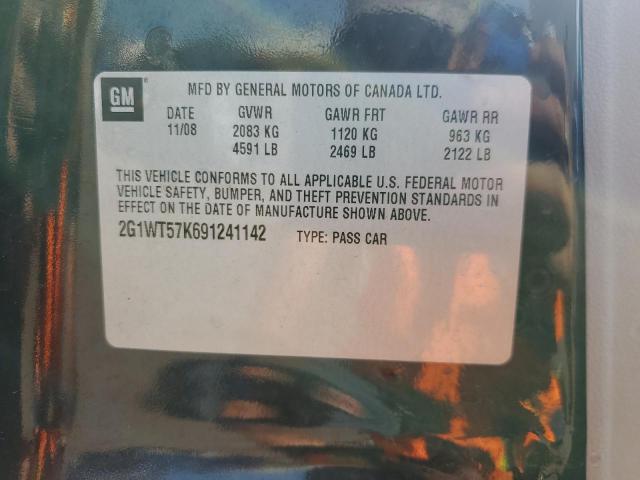 GM MFD BY GENERAL MOTORS OF CANADA LTD.
DATE GVWR GAWR FRT GAWR RR
11/08 2083 KG 1120 KG 963 KG
4591 LB 2469 LB 2122 LB
THIS VEHICLE CONFORMS TO ALL APPLICABLE U.S. FEDERAL MOTOR
VEHICLE SAFETY, BUMPER, AND THEFT PREVENTION STANDARDS IN
EFFECT ON THE DATE OF MANUFACTURE SHOWN ABOVE.
2G1WT57K691241142 TYPE: PASS CAR